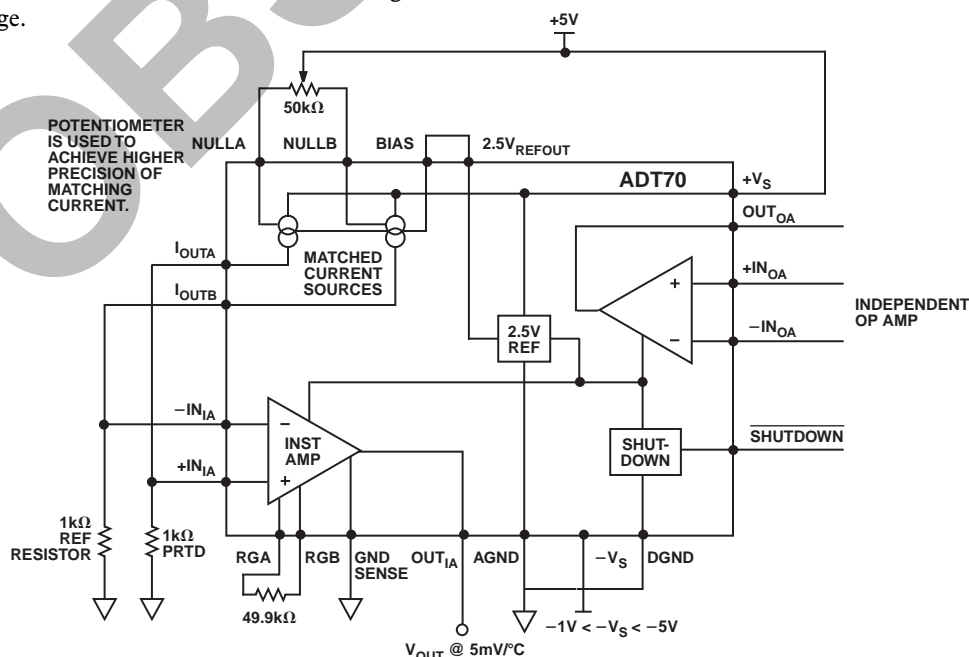 ge.
+5V
50kΩ
POTENTIOMETER
IS USED TO
ACHIEVE HIGHER
PRECISION OF
MATCHING
CURRENT.
NULLA
NULLB
BIAS
2.5VREFOUT
ADT70
+VS
OUTOA
IOUTA
MATCHED
CURRENT
SOURCES
IOUTB
+
+INOA
INDEPENDENT
OP AMP
2.5V
REF
−
−INOA
−INIA
−
INST
AMP
+
+INIA
SHUT-
DOWN
SHUTDOWN
1kΩ
REF
RESISTOR
1kΩ
PRTD
RGA
RGB
GND
SENSE
OUTIA
AGND
−VS
DGND
49.9kΩ
−1V < −VS < −5V
VOUT @ 5mV/°C